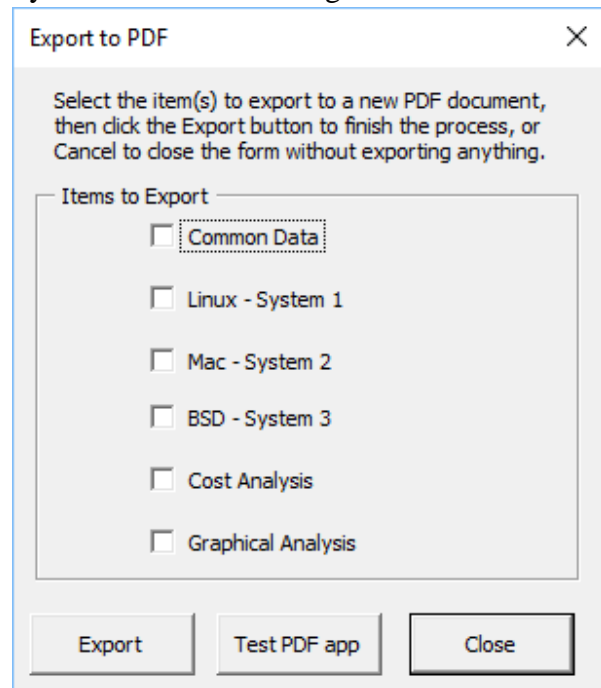 Export to PDF
Select the item(s) to export to a new PDF document,
then click the Export button to finish the process, or
Cancel to close the form without exporting anything.
Items to Export
Common Data
Linux - System 1
Mac - System 2
BSD - System 3
Cost Analysis
Graphical Analysis
Export Test PDF app Close